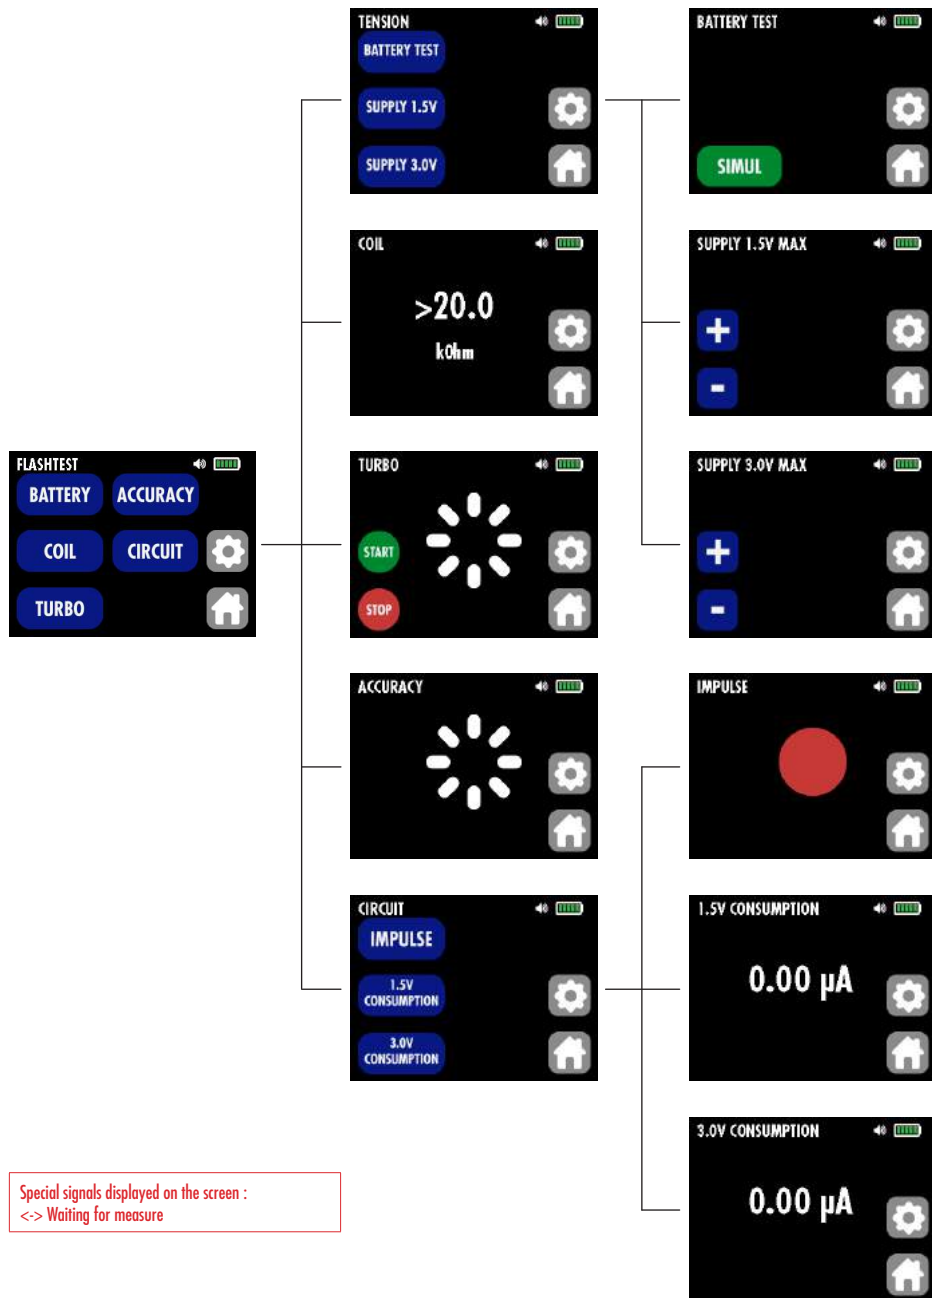 FLASHTEST
BATTERY ACCURACY
COIL CIRCUIT
TURBO
TENSION
BATTERY TEST
SUPPLY 1.5V
SUPPLY 3.0V
COIL
>20.0
kOhm
TURBO
START
STOP
ACCURACY
CIRCUIT
IMPULSE
1.5V
CONSUMPTION
3.0V
CONSUMPTION
BATTERY TEST
SIMUL
SUPPLY 1.5V MAX
+
-
SUPPLY 3.0V MAX
+
-
IMPULSE
1.5V CONSUMPTION
0.00 µA
3.0V CONSUMPTION
0.00 µA
Special signals displayed on the screen :
<-> Waiting for measure